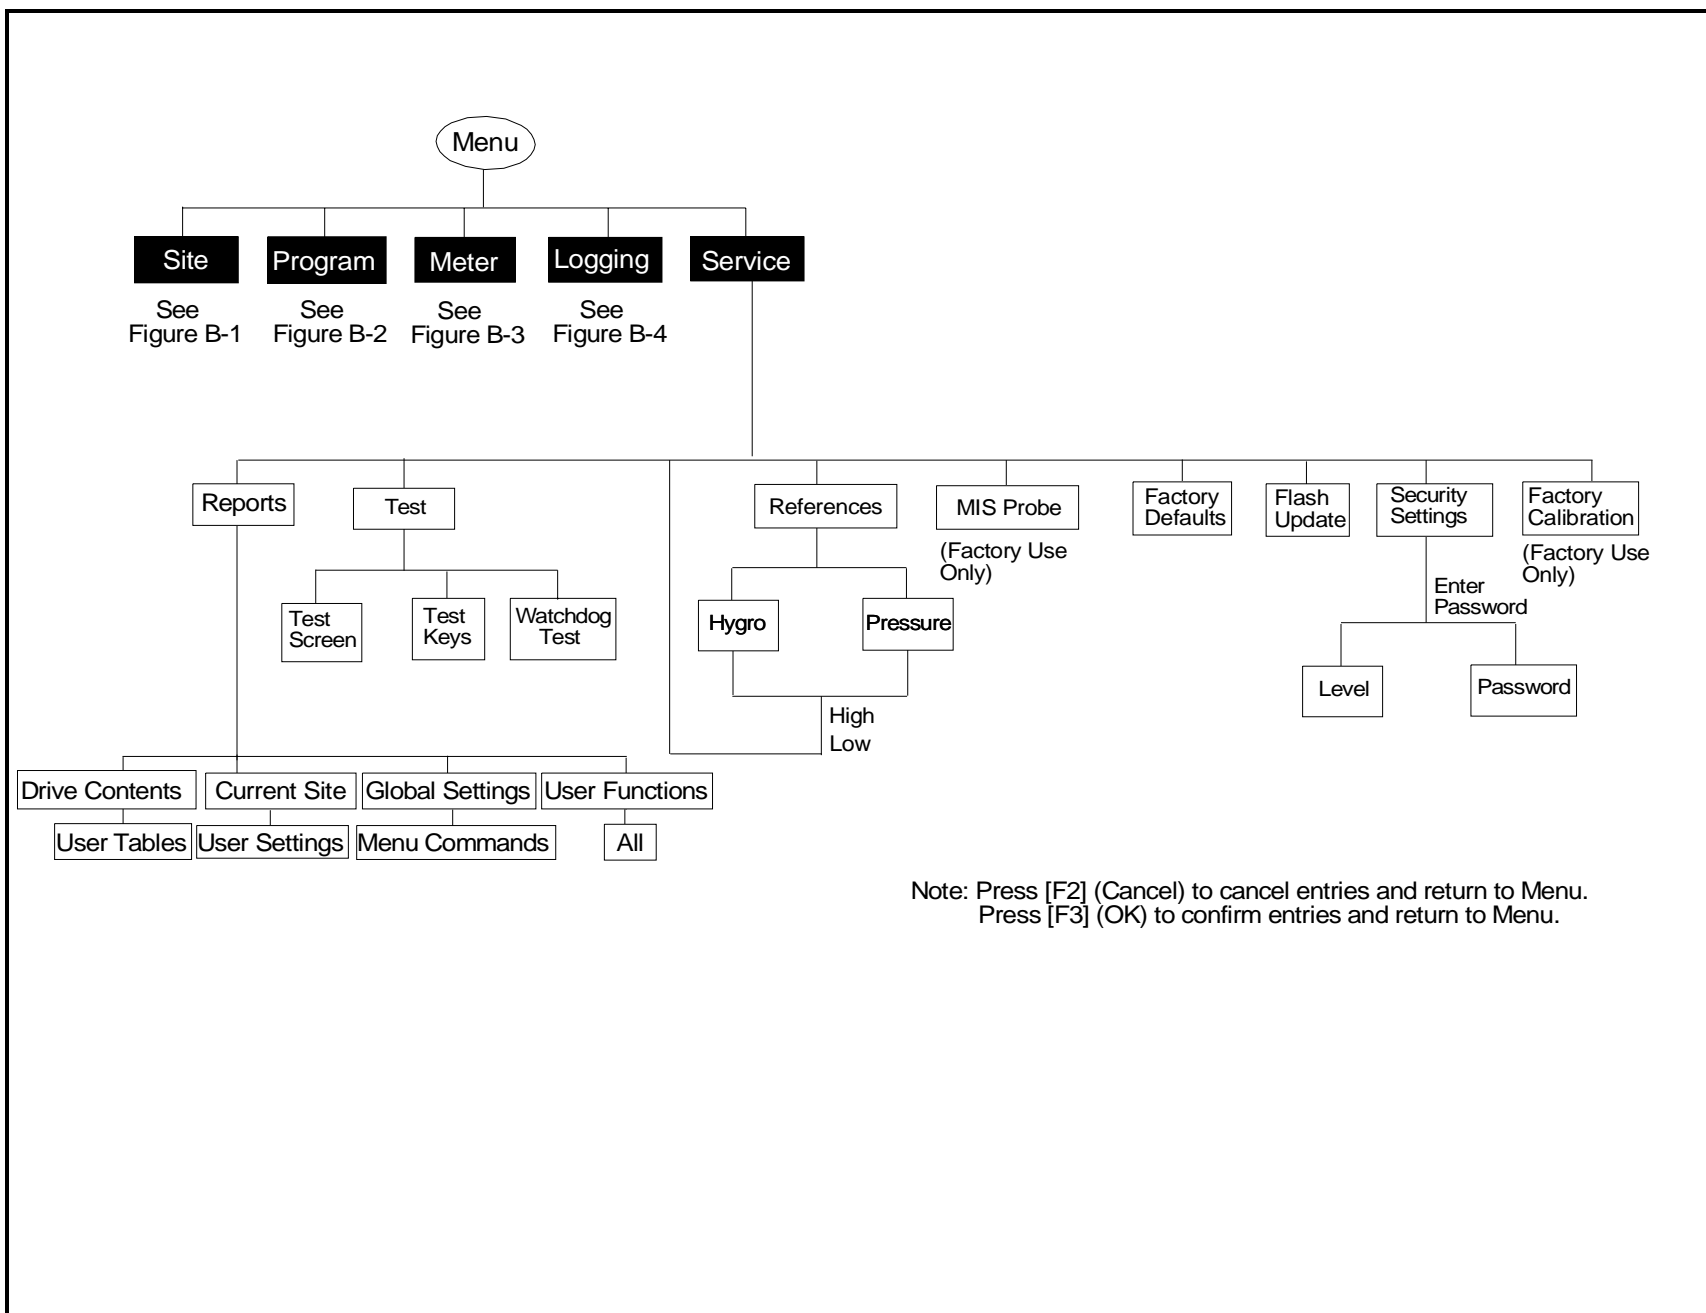 Menu
Site
Program
Meter
Logging
Service
See
Figure B-1
See
Figure B-2
See
Figure B-3
See
Figure B-4
Reports
Test
References
MIS Probe
(Factory Use
Only)
Factory
Defaults
Flash
Update
Security
Settings
Factory
Calibration
(Factory Use
Only)
Test
Screen
Test
Keys
Watchdog
Test
Hygro
Pressure
Enter
Password
Level
Password
High
Low
Drive Contents
Current Site
Global Settings
User Functions
User Tables
User Settings
Menu Commands
All
Note: Press [F2] (Cancel) to cancel entries and return to Menu.
Press [F3] (OK) to confirm entries and return to Menu.